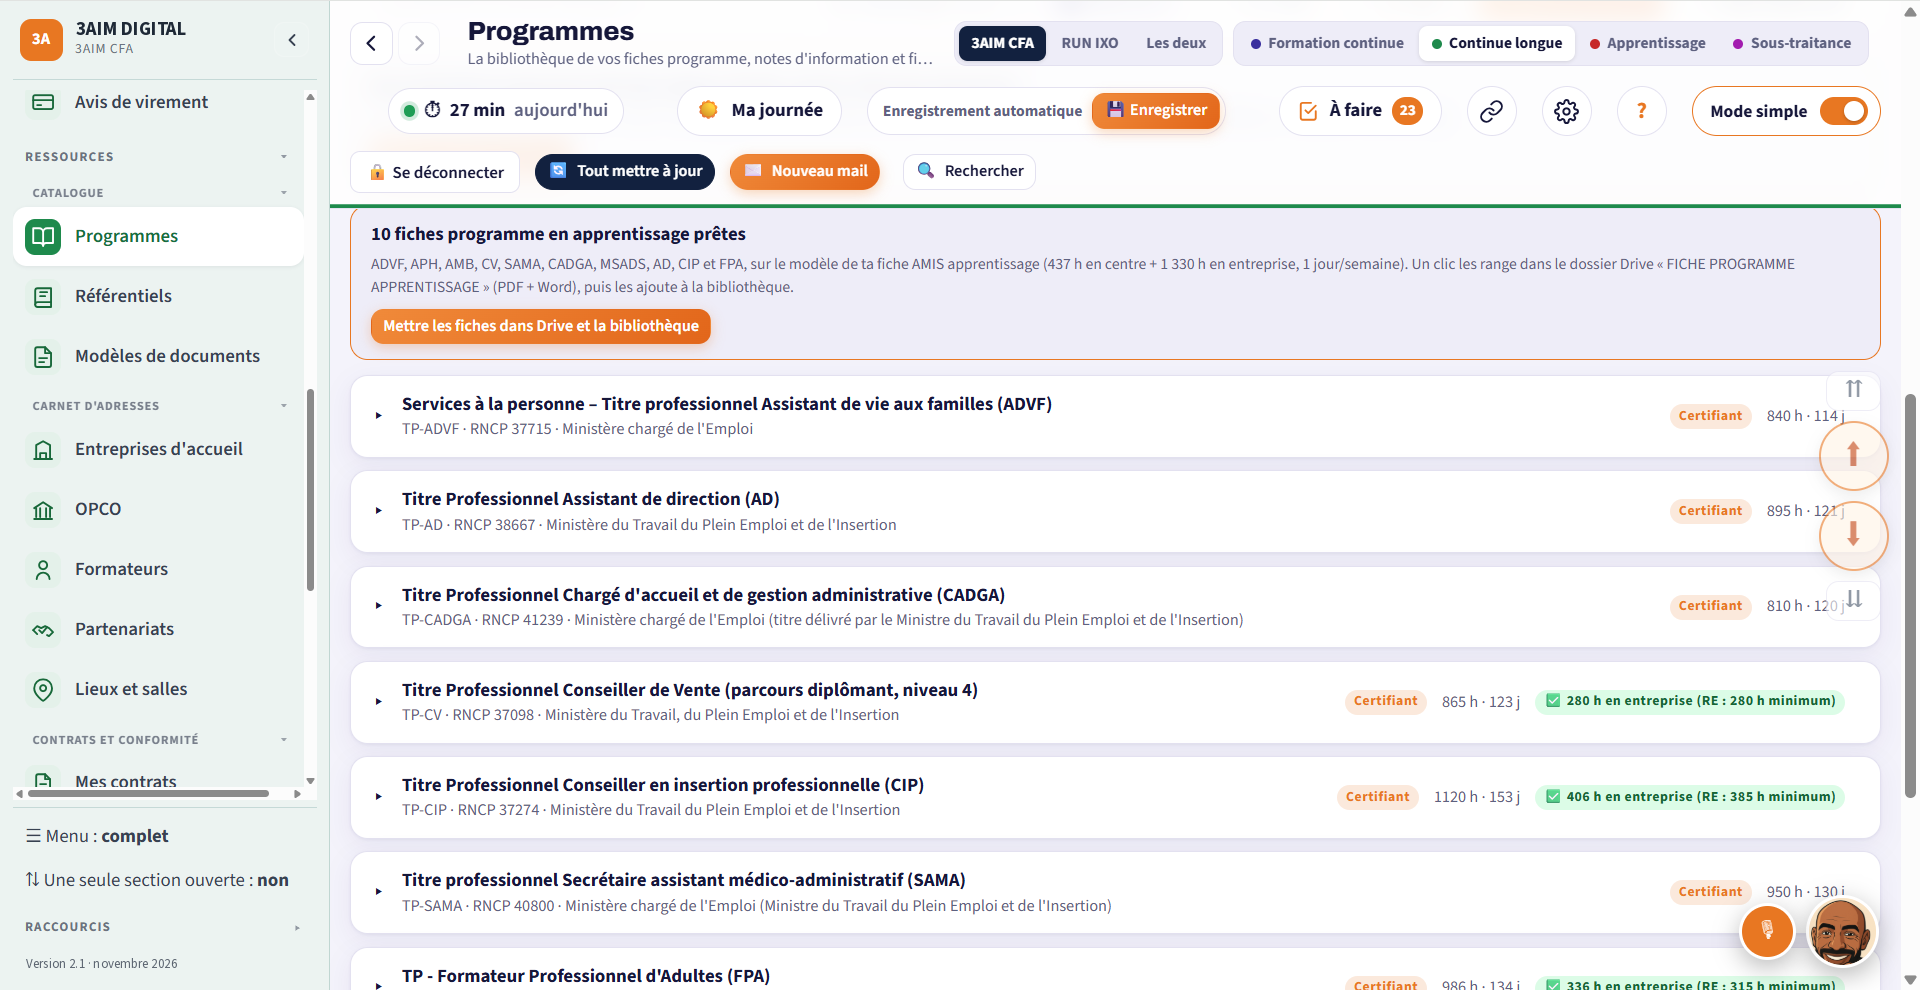 3A
3AIM DIGITAL
3AIM CFA
Avis de virement
RESSOURCES
CATALOGUE
Programmes
Référentiels
Modèles de documents
CARNET D'ADRESSES
Entreprises d'accueil
OPCO
Formateurs
Partenariats
Lieux et salles
CONTRATS ET CONFORMITÉ
Mes contrats
Menu : complet
Une seule section ouverte : non
RACCOURCIS
Version 2.1 · novembre 2026
Programmes
La bibliothèque de vos fiches programme, notes d'information et fi…
3AIM CFA
RUN IXO
Les deux
Formation continue
Continue longue
Apprentissage
Sous-traitance
27 min aujourd'hui
Ma journée
Enregistrement automatique
Enregistrer
À faire 23
?
Mode simple
Se déconnecter
Tout mettre à jour
Nouveau mail
Rechercher
10 fiches programme en apprentissage prêtes
ADVF, APH, AMB, CV, SAMA, CADGA, MSADS, AD, CIP et FPA, sur le modèle de ta fiche AMIS apprentissage (437 h en centre + 1 330 h en entreprise, 1 jour/semaine). Un clic les range dans le dossier Drive « FICHE PROGRAMME
APPRENTISSAGE » (PDF + Word), puis les ajoute à la bibliothèque.
Mettre les fiches dans Drive et la bibliothèque
Services à la personne – Titre professionnel Assistant de vie aux familles (ADVF)
TP-ADVF · RNCP 37715 · Ministère chargé de l'Emploi
Certifiant
840 h · 114 j
Titre Professionnel Assistant de direction (AD)
TP-AD · RNCP 38667 · Ministère du Travail du Plein Emploi et de l'Insertion
Certifiant
895 h · 121 j
Titre Professionnel Chargé d'accueil et de gestion administrative (CADGA)
TP-CADGA · RNCP 41239 · Ministère chargé de l'Emploi (titre délivré par le Ministre du Travail du Plein Emploi et de l'Insertion)
Certifiant
810 h · 120 j
Titre Professionnel Conseiller de Vente (parcours diplômant, niveau 4)
TP-CV · RNCP 37098 · Ministère du Travail, du Plein Emploi et de l'Insertion
Certifiant
865 h · 123 j
280 h en entreprise (RE : 280 h minimum)
Titre Professionnel Conseiller en insertion professionnelle (CIP)
TP-CIP · RNCP 37274 · Ministère du Travail du Plein Emploi et de l'Insertion
Certifiant
1120 h · 153 j
406 h en entreprise (RE : 385 h minimum)
Titre professionnel Secrétaire assistant médico-administratif (SAMA)
TP-SAMA · RNCP 40800 · Ministère chargé de l'Emploi (Ministre du Travail du Plein Emploi et de l'Insertion)
Certifiant
950 h · 130 j
TP - Formateur Professionnel d'Adultes (FPA)
Certifiant
986 h · 134 j
336 h en entreprise (RE : 315 h minimum)